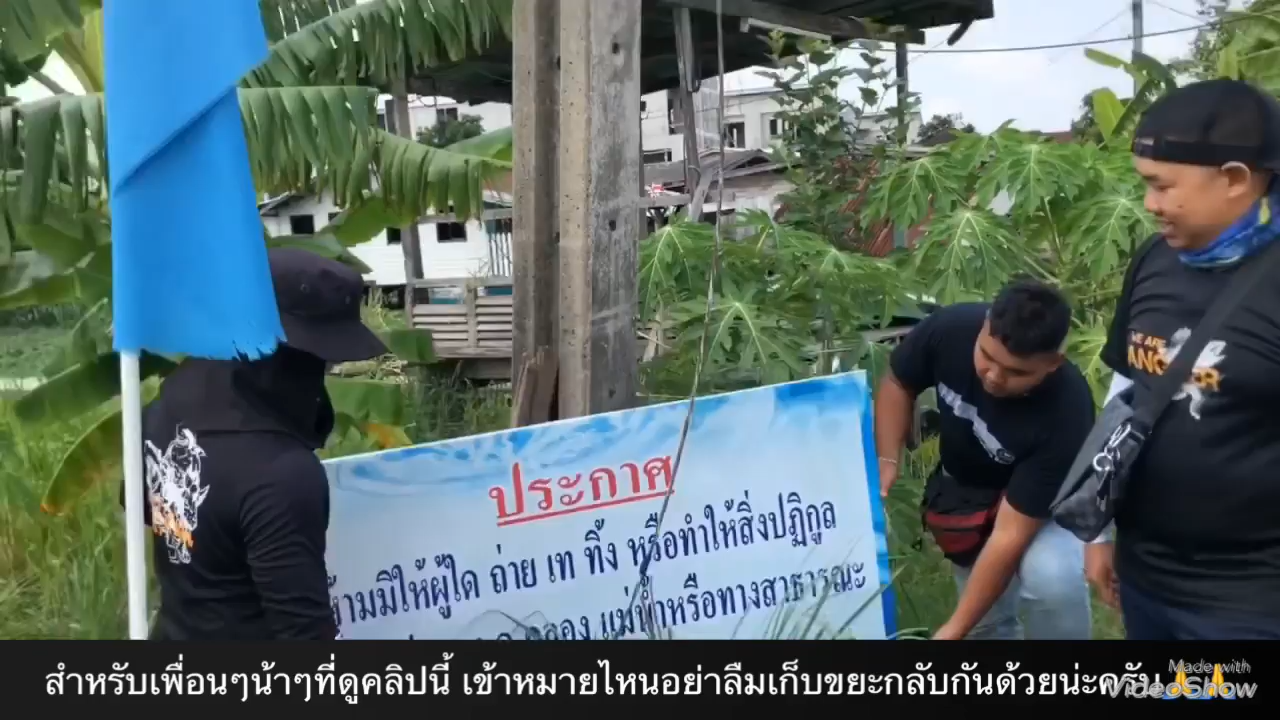 ประกาศ
ห้ามมิให้ผู้ใด ถ่าย เท ทิ้ง หรือทำให้สิ่งปฏิกูล
คลอง แม่น้ำหรือทางสาธารณะ
WE ARE
สำหรับเพื่อนๆน้าๆที่ดูคลิปนี้ เข้าหมายไหนอย่าลืมเก็บขยะกลับกันด้วยน่ะครับ 🙏🙏
Made with
VideoShow